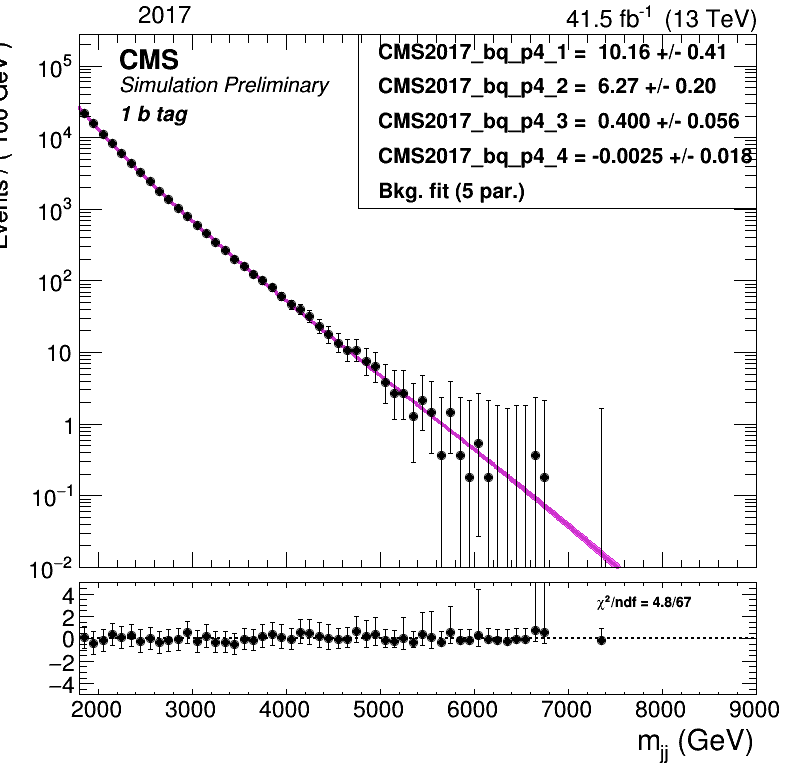 2017
41.5 fb⁻¹ (13 TeV)
CMS
Simulation Preliminary
1 b tag
CMS2017_bq_p4_1 = 10.16 +/- 0.41
CMS2017_bq_p4_2 = 6.27 +/- 0.20
CMS2017_bq_p4_3 = 0.400 +/- 0.056
CMS2017_bq_p4_4 = -0.0025 +/- 0.018
Bkg. fit (5 par.)
Events / ( 100 GeV )
10⁵
10⁴
10³
10²
10
1
10⁻¹
10⁻²
χ²/ndf = 4.8/67
4
2
0
−2
−4
2000 3000 4000 5000 6000 7000 8000 9000
m_jj (GeV)